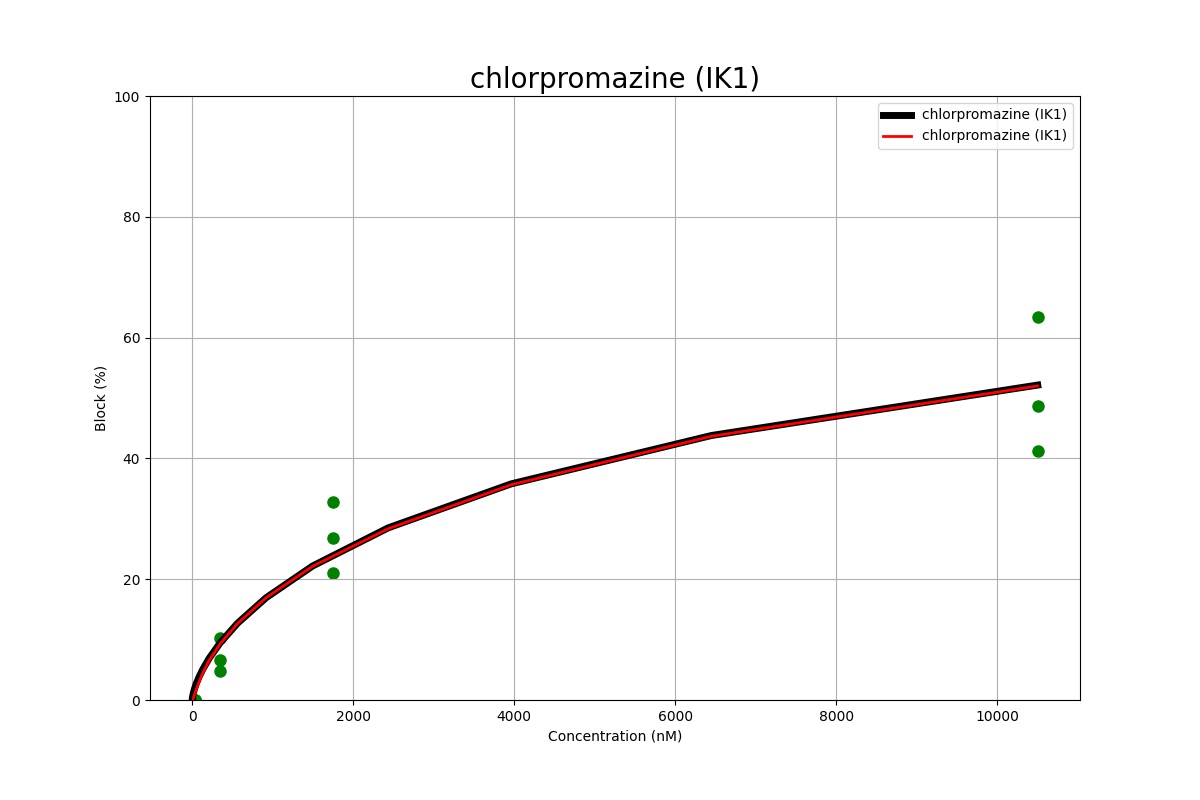 chlorpromazine (IK1)
100
80
60
40
20
0
Block (%)
chlorpromazine (IK1)
chlorpromazine (IK1)
0 2000 4000 6000 8000 10000
Concentration (nM)